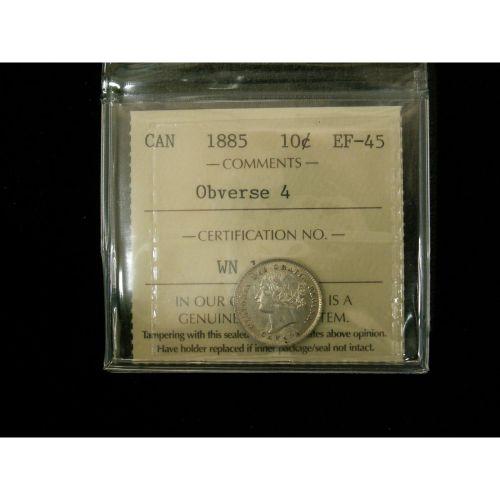 CAN 1885 10¢ EF-45
— COMMENTS —
Obverse 4
— CERTIFICATION NO. —
WN
IN OUR IS A
GENUINE TEM.
Tampering with this sealed above opinion.
Have holder replaced if inner package/seal not intact.